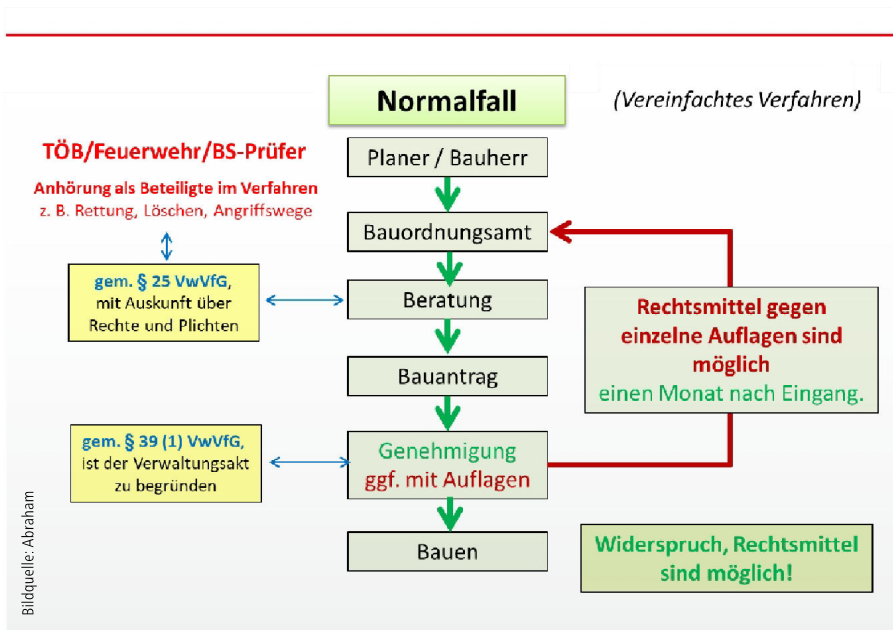 Normalfall
(Vereinfachtes Verfahren)
TÖB/Feuerwehr/BS-Prüfer
Anhörung als Beteiligte im Verfahren
z. B. Rettung, Löschen, Angriffswege
Planer / Bauherr
Bauordnungsamt
gem. § 25 VwVfG,
mit Auskunft über
Rechte und Plichten
Beratung
Rechtsmittel gegen
einzelne Auflagen sind
möglich
einen Monat nach Eingang.
Bauantrag
gem. § 39 (1) VwVfG,
ist der Verwaltungsakt
zu begründen
Genehmigung
ggf. mit Auflagen
Bauen
Widerspruch, Rechtsmittel
sind möglich!
Bildquelle: Abraham